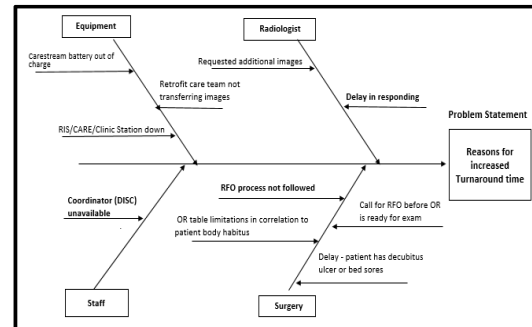 Equipment
Radiologist
Carestream battery out of
charge
Requested additional images
Retrofit care team not
transferring images
Delay in responding
Problem Statement
RIS/CARE/Clinic Station down
Reasons for
increased
Turnaround time
Coordinator (DISC)
unavailable
RFO process not followed
OR table limitations in correlation to
patient body habitus
Call for RFO before OR
is ready for exam
Delay - patient has decubitus
ulcer or bed sores
Staff
Surgery